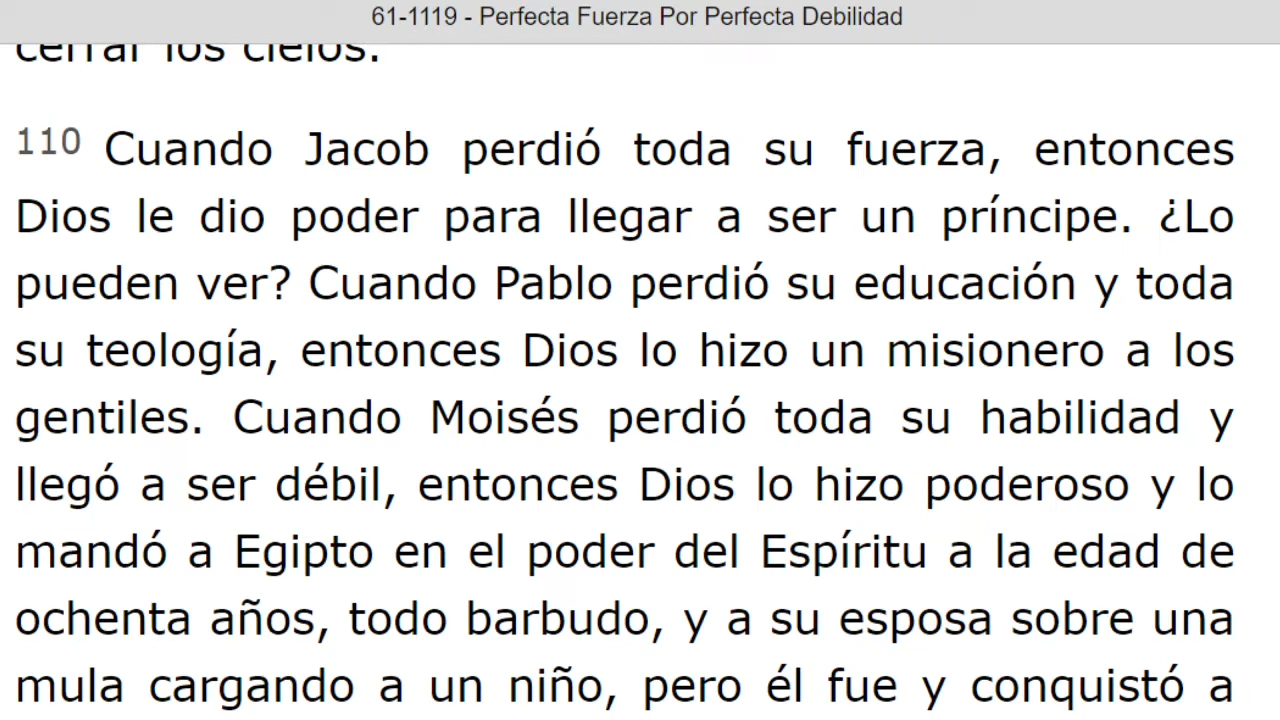 61-1119 - Perfecta Fuerza Por Perfecta Debilidad
cerrar los cielos.
110 Cuando Jacob perdió toda su fuerza, entonces
Dios le dio poder para llegar a ser un príncipe. ¿Lo
pueden ver? Cuando Pablo perdió su educación y toda
su teología, entonces Dios lo hizo un misionero a los
gentiles. Cuando Moisés perdió toda su habilidad y
llegó a ser débil, entonces Dios lo hizo poderoso y lo
mandó a Egipto en el poder del Espíritu a la edad de
ochenta años, todo barbudo, y a su esposa sobre una
mula cargando a un niño, pero él fue y conquistó a